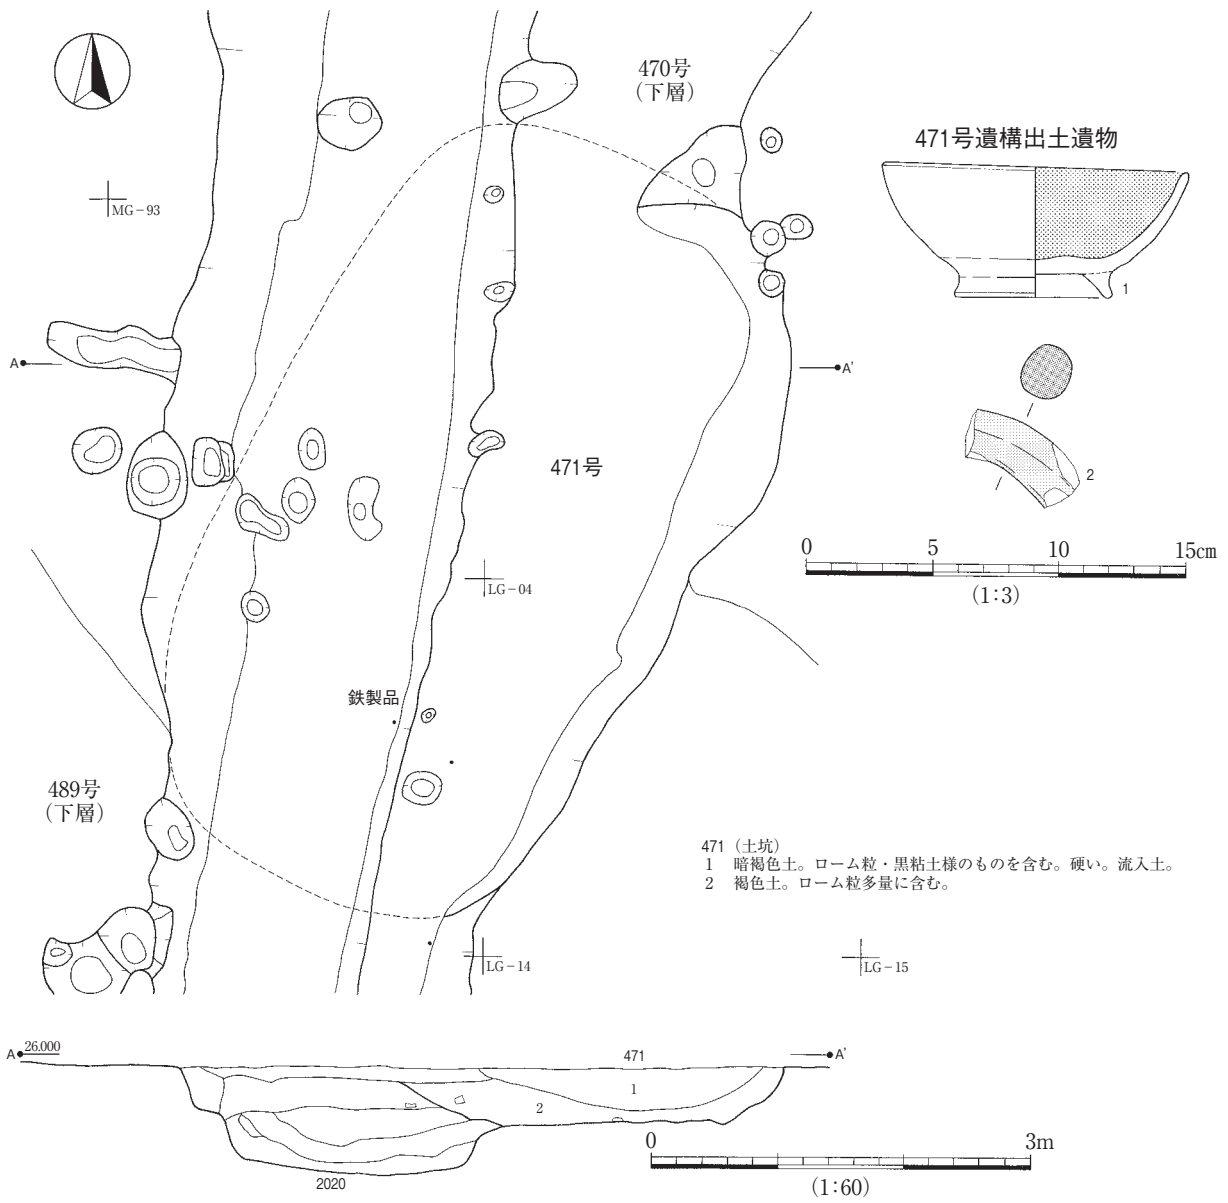 470号
(下層)
471号遺構出土遺物
MG-93
1
A
A'
471号
2
0 5 10 15cm
(1:3)
LG-04
鉄製品
489号
(下層)
471(土坑)
1 暗褐色土。ローム粒・黒粘土様のものを含む。硬い。流入土。
2 褐色土。ローム粒多量に含む。
LG-14
LG-15
A 26.000
471
A'
1
2
0 3m
(1:60)
2020